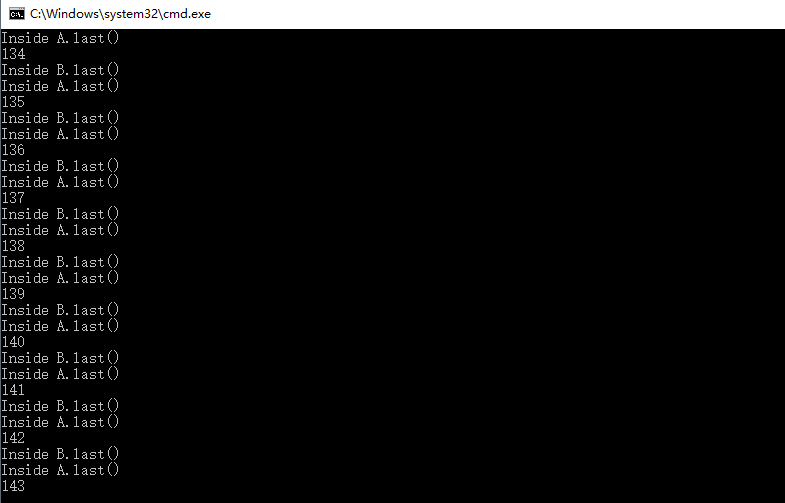 C:\Windows\system32\cmd.exe
Inside A.last()
134
Inside B.last()
Inside A.last()
135
Inside B.last()
Inside A.last()
136
Inside B.last()
Inside A.last()
137
Inside B.last()
Inside A.last()
138
Inside B.last()
Inside A.last()
139
Inside B.last()
Inside A.last()
140
Inside B.last()
Inside A.last()
141
Inside B.last()
Inside A.last()
142
Inside B.last()
Inside A.last()
143